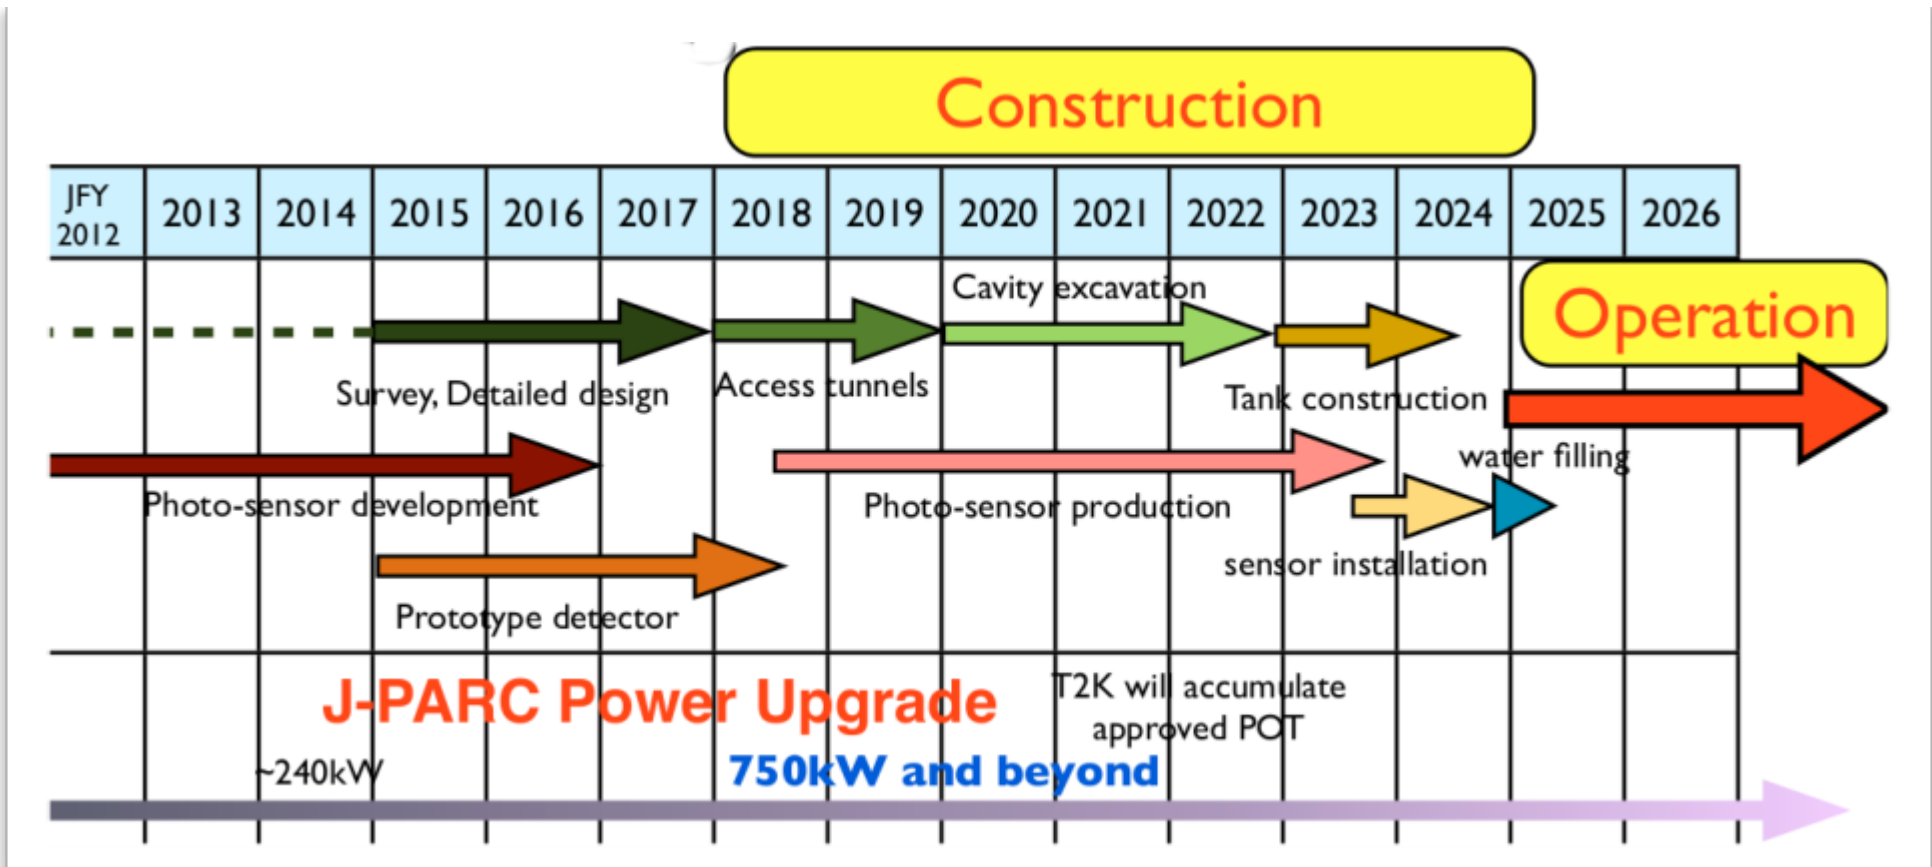 Construction
JFY
2012
2013
2014
2015
2016
2017
2018
2019
2020
2021
2022
2023
2024
2025
2026
Cavity excavation
Operation
Survey, Detailed design
Access tunnels
Tank construction
water filling
Photo-sensor development
Photo-sensor production
sensor installation
Prototype detector
J-PARC Power Upgrade
T2K will accumulate
approved POT
~240kW
750kW and beyond